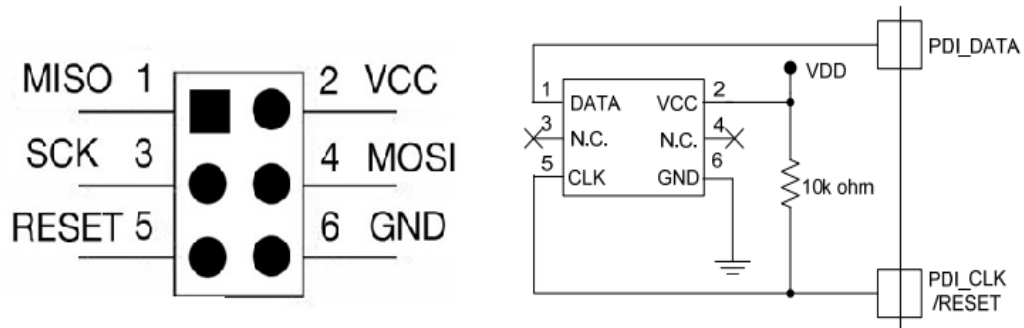 MISO 1 2 VCC
SCK 3 4 MOSI
RESET 5 6 GND
PDI_DATA
VDD
1 DATA VCC 2
3 N.C. N.C. 4
5 CLK GND 6
10k ohm
PDI_CLK
/RESET